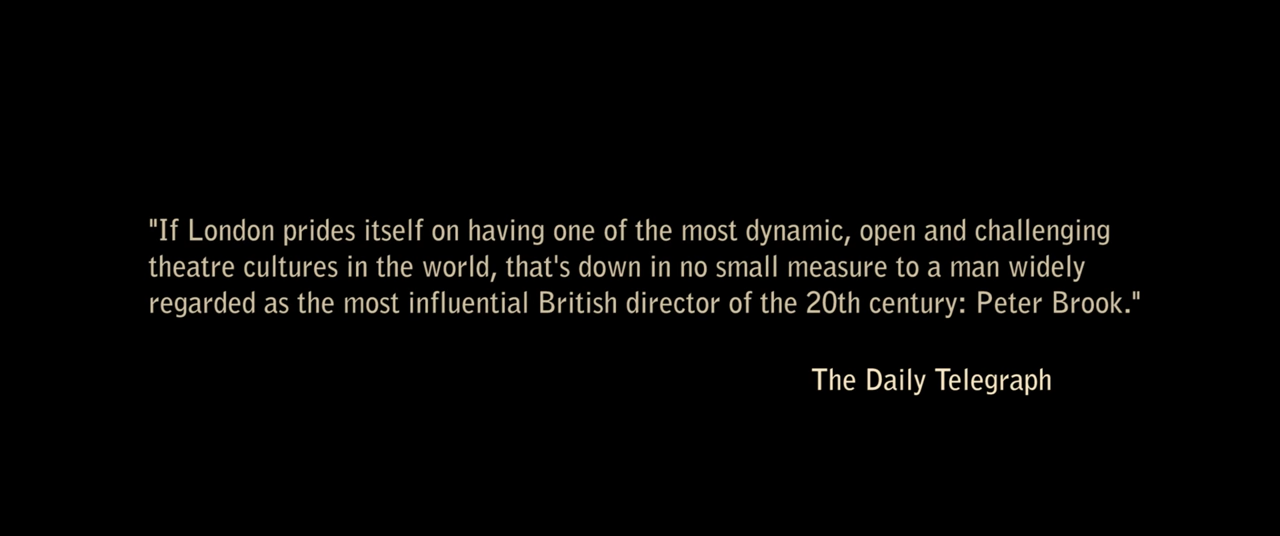 "If London prides itself on having one of the most dynamic, open and challenging
theatre cultures in the world, that's down in no small measure to a man widely
regarded as the most influential British director of the 20th century: Peter Brook."
The Daily Telegraph